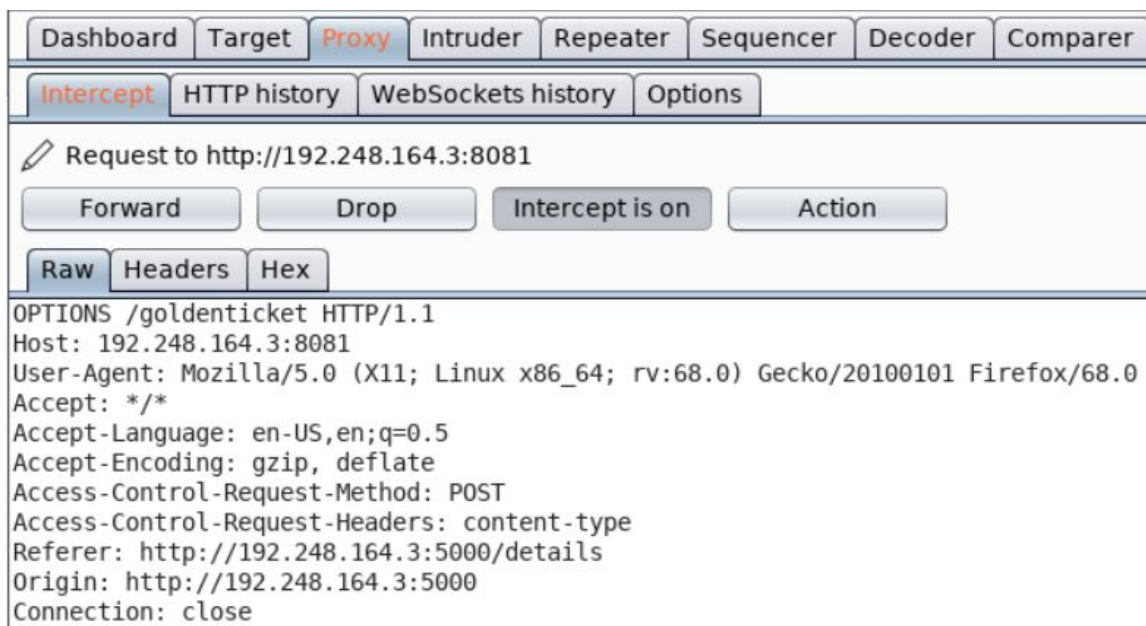 Dashboard Target Proxy Intruder Repeater Sequencer Decoder Comparer
Intercept HTTP history WebSockets history Options
Request to http://192.248.164.3:8081
Forward Drop Intercept is on Action
Raw Headers Hex
OPTIONS /goldenticket HTTP/1.1
Host: 192.248.164.3:8081
User-Agent: Mozilla/5.0 (X11; Linux x86_64; rv:68.0) Gecko/20100101 Firefox/68.0
Accept: */*
Accept-Language: en-US,en;q=0.5
Accept-Encoding: gzip, deflate
Access-Control-Request-Method: POST
Access-Control-Request-Headers: content-type
Referer: http://192.248.164.3:5000/details
Origin: http://192.248.164.3:5000
Connection: close